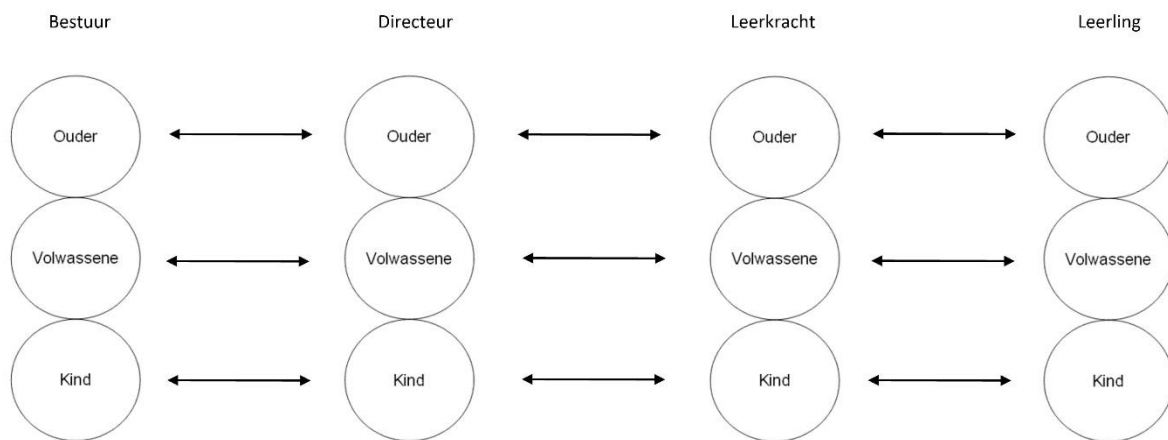 Bestuur Directeur Leerkracht Leerling
Ouder Ouder Ouder Ouder
Volwassene Volwassene Volwassene Volwassene
Kind Kind Kind Kind